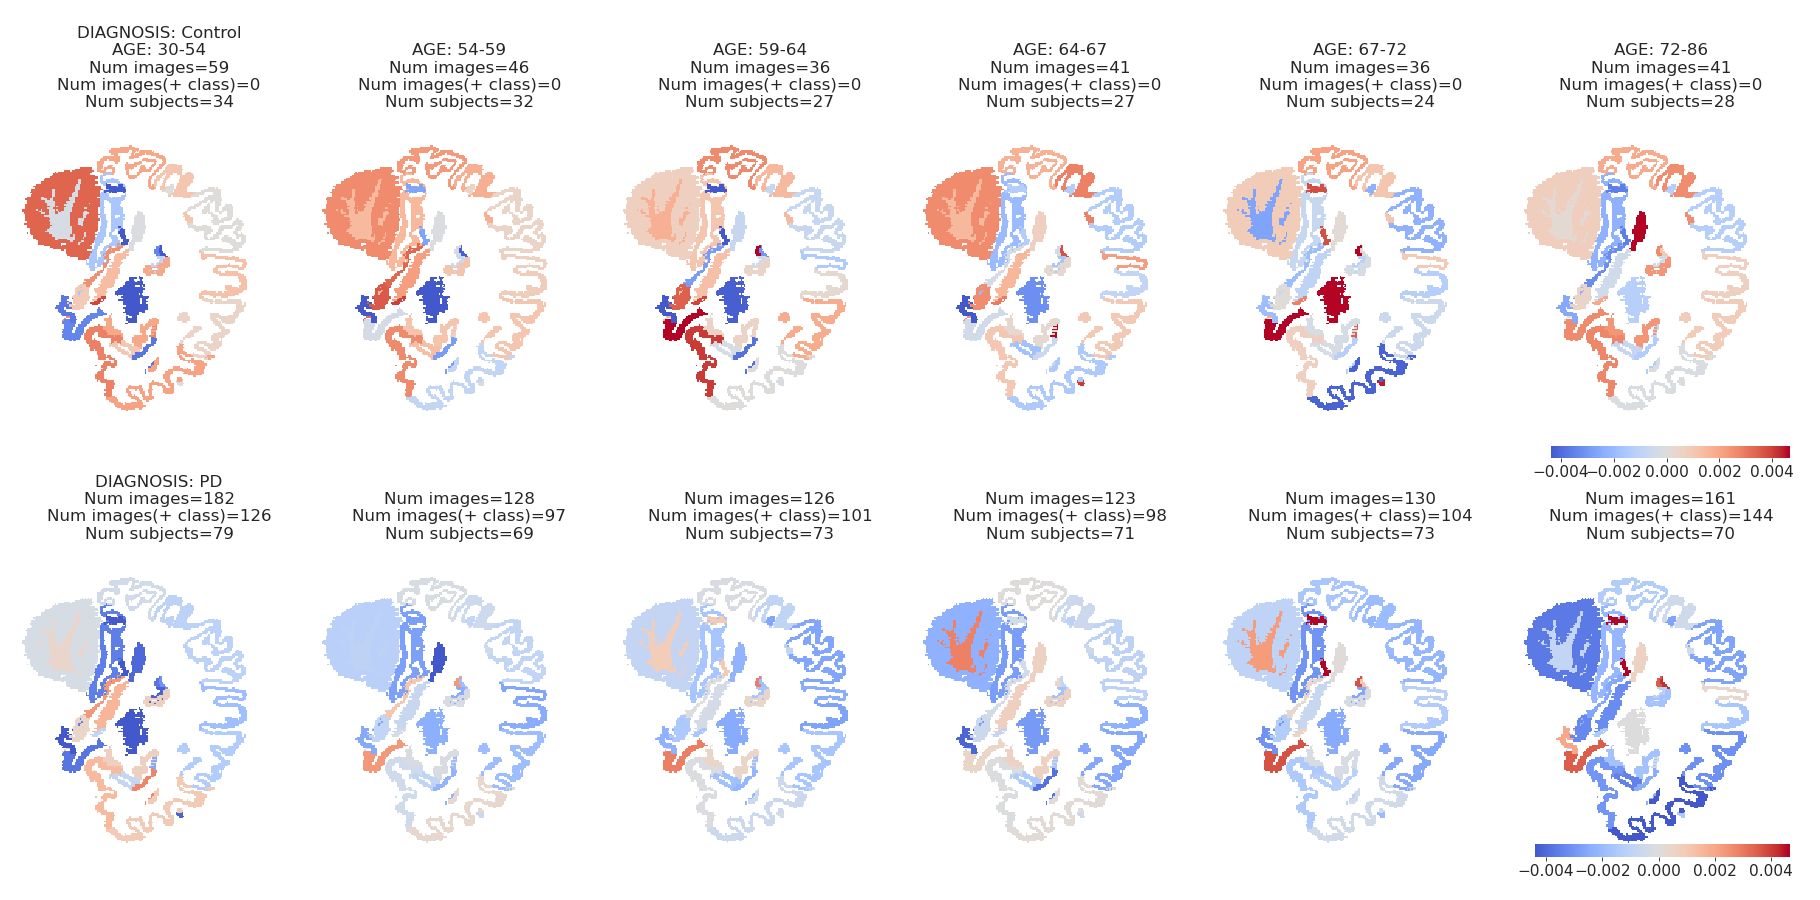 DIAGNOSIS: Control
AGE: 30-54
Num images=59
Num images(+ class)=0
Num subjects=34
AGE: 54-59
Num images=46
Num images(+ class)=0
Num subjects=32
AGE: 59-64
Num images=36
Num images(+ class)=0
Num subjects=27
AGE: 64-67
Num images=41
Num images(+ class)=0
Num subjects=27
AGE: 67-72
Num images=36
Num images(+ class)=0
Num subjects=24
AGE: 72-86
Num images=41
Num images(+ class)=0
Num subjects=28
−0.004 −0.002 0.000 0.002 0.004
DIAGNOSIS: PD
Num images=182
Num images(+ class)=126
Num subjects=79
Num images=128
Num images(+ class)=97
Num subjects=69
Num images=126
Num images(+ class)=101
Num subjects=73
Num images=123
Num images(+ class)=98
Num subjects=71
Num images=130
Num images(+ class)=104
Num subjects=73
Num images=161
Num images(+ class)=144
Num subjects=70
−0.004 −0.002 0.000 0.002 0.004